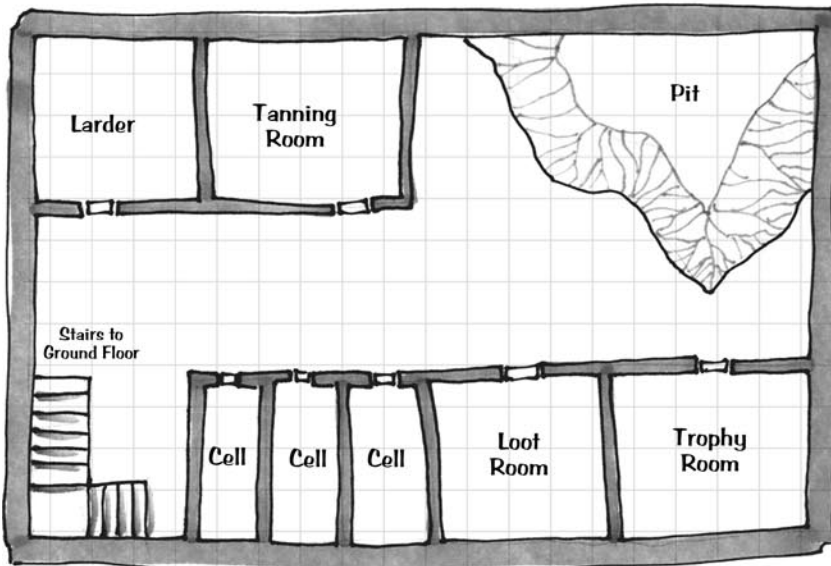 Larder
Tanning
Room
Pit
Stairs to
Ground Floor
Cell
Cell
Cell
Loot
Room
Trophy
Room